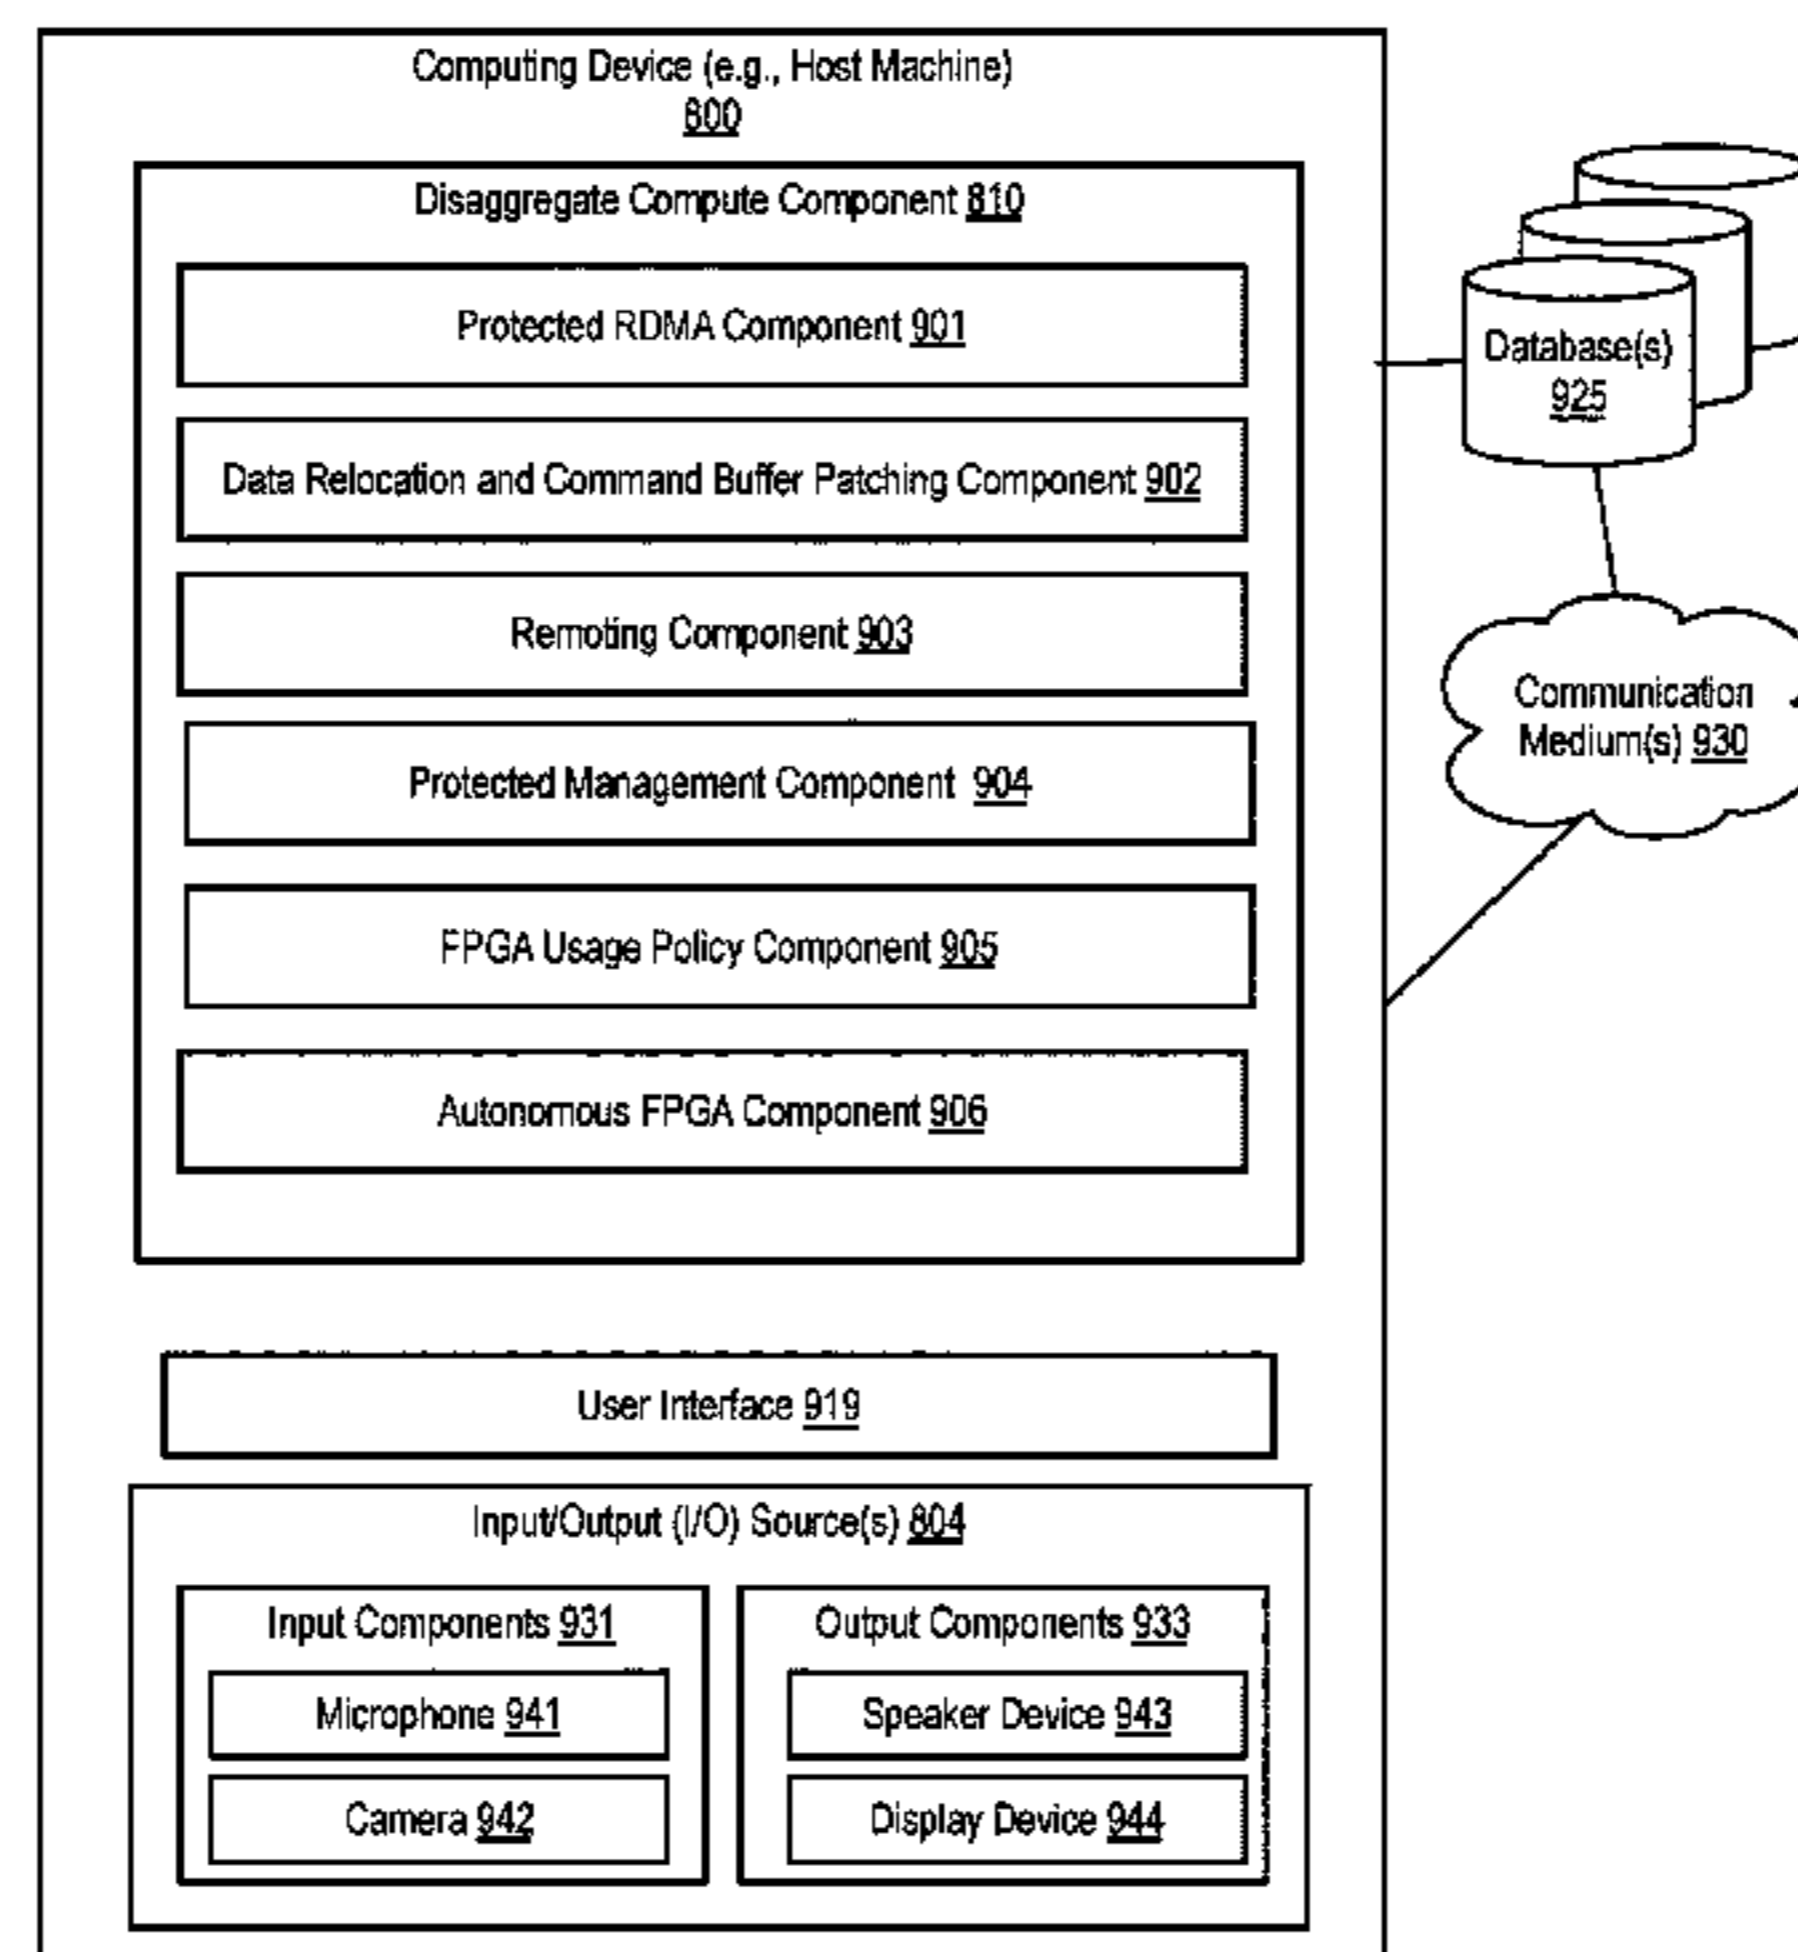 Computing Device (e.g., Host Machine)
800
Disaggregate Compute Component 810
Protected RDMA Component 901
Data Relocation and Command Buffer Patching Component 902
Remoting Component 903
Protected Management Component 904
FPGA Usage Policy Component 905
Autonomous FPGA Component 906
User Interface 919
Input/Output (I/O) Source(s) 804
Input Components 931
Microphone 941
Camera 942
Output Components 933
Speaker Device 943
Display Device 944
Database(s)
925
Communication
Medium(s) 930